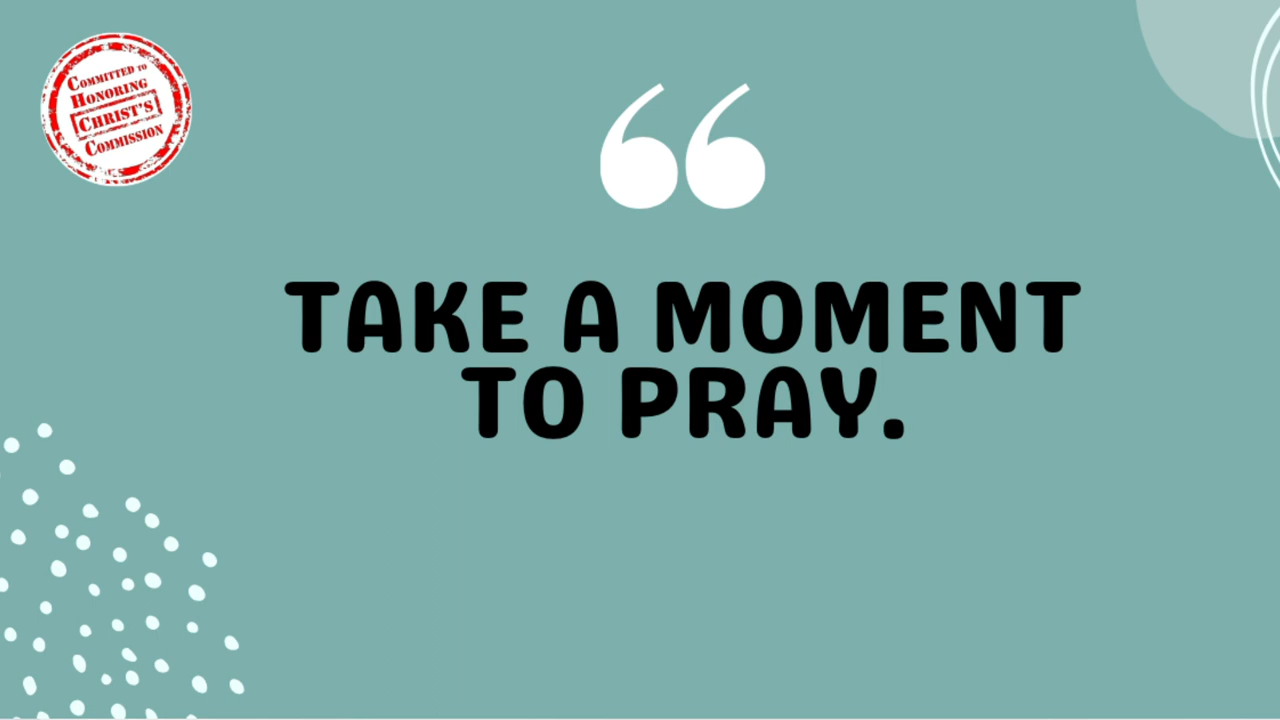 COMMITTED TO
HONORING
CHRIST'S
COMMISSION
“
TAKE A MOMENT
TO PRAY.